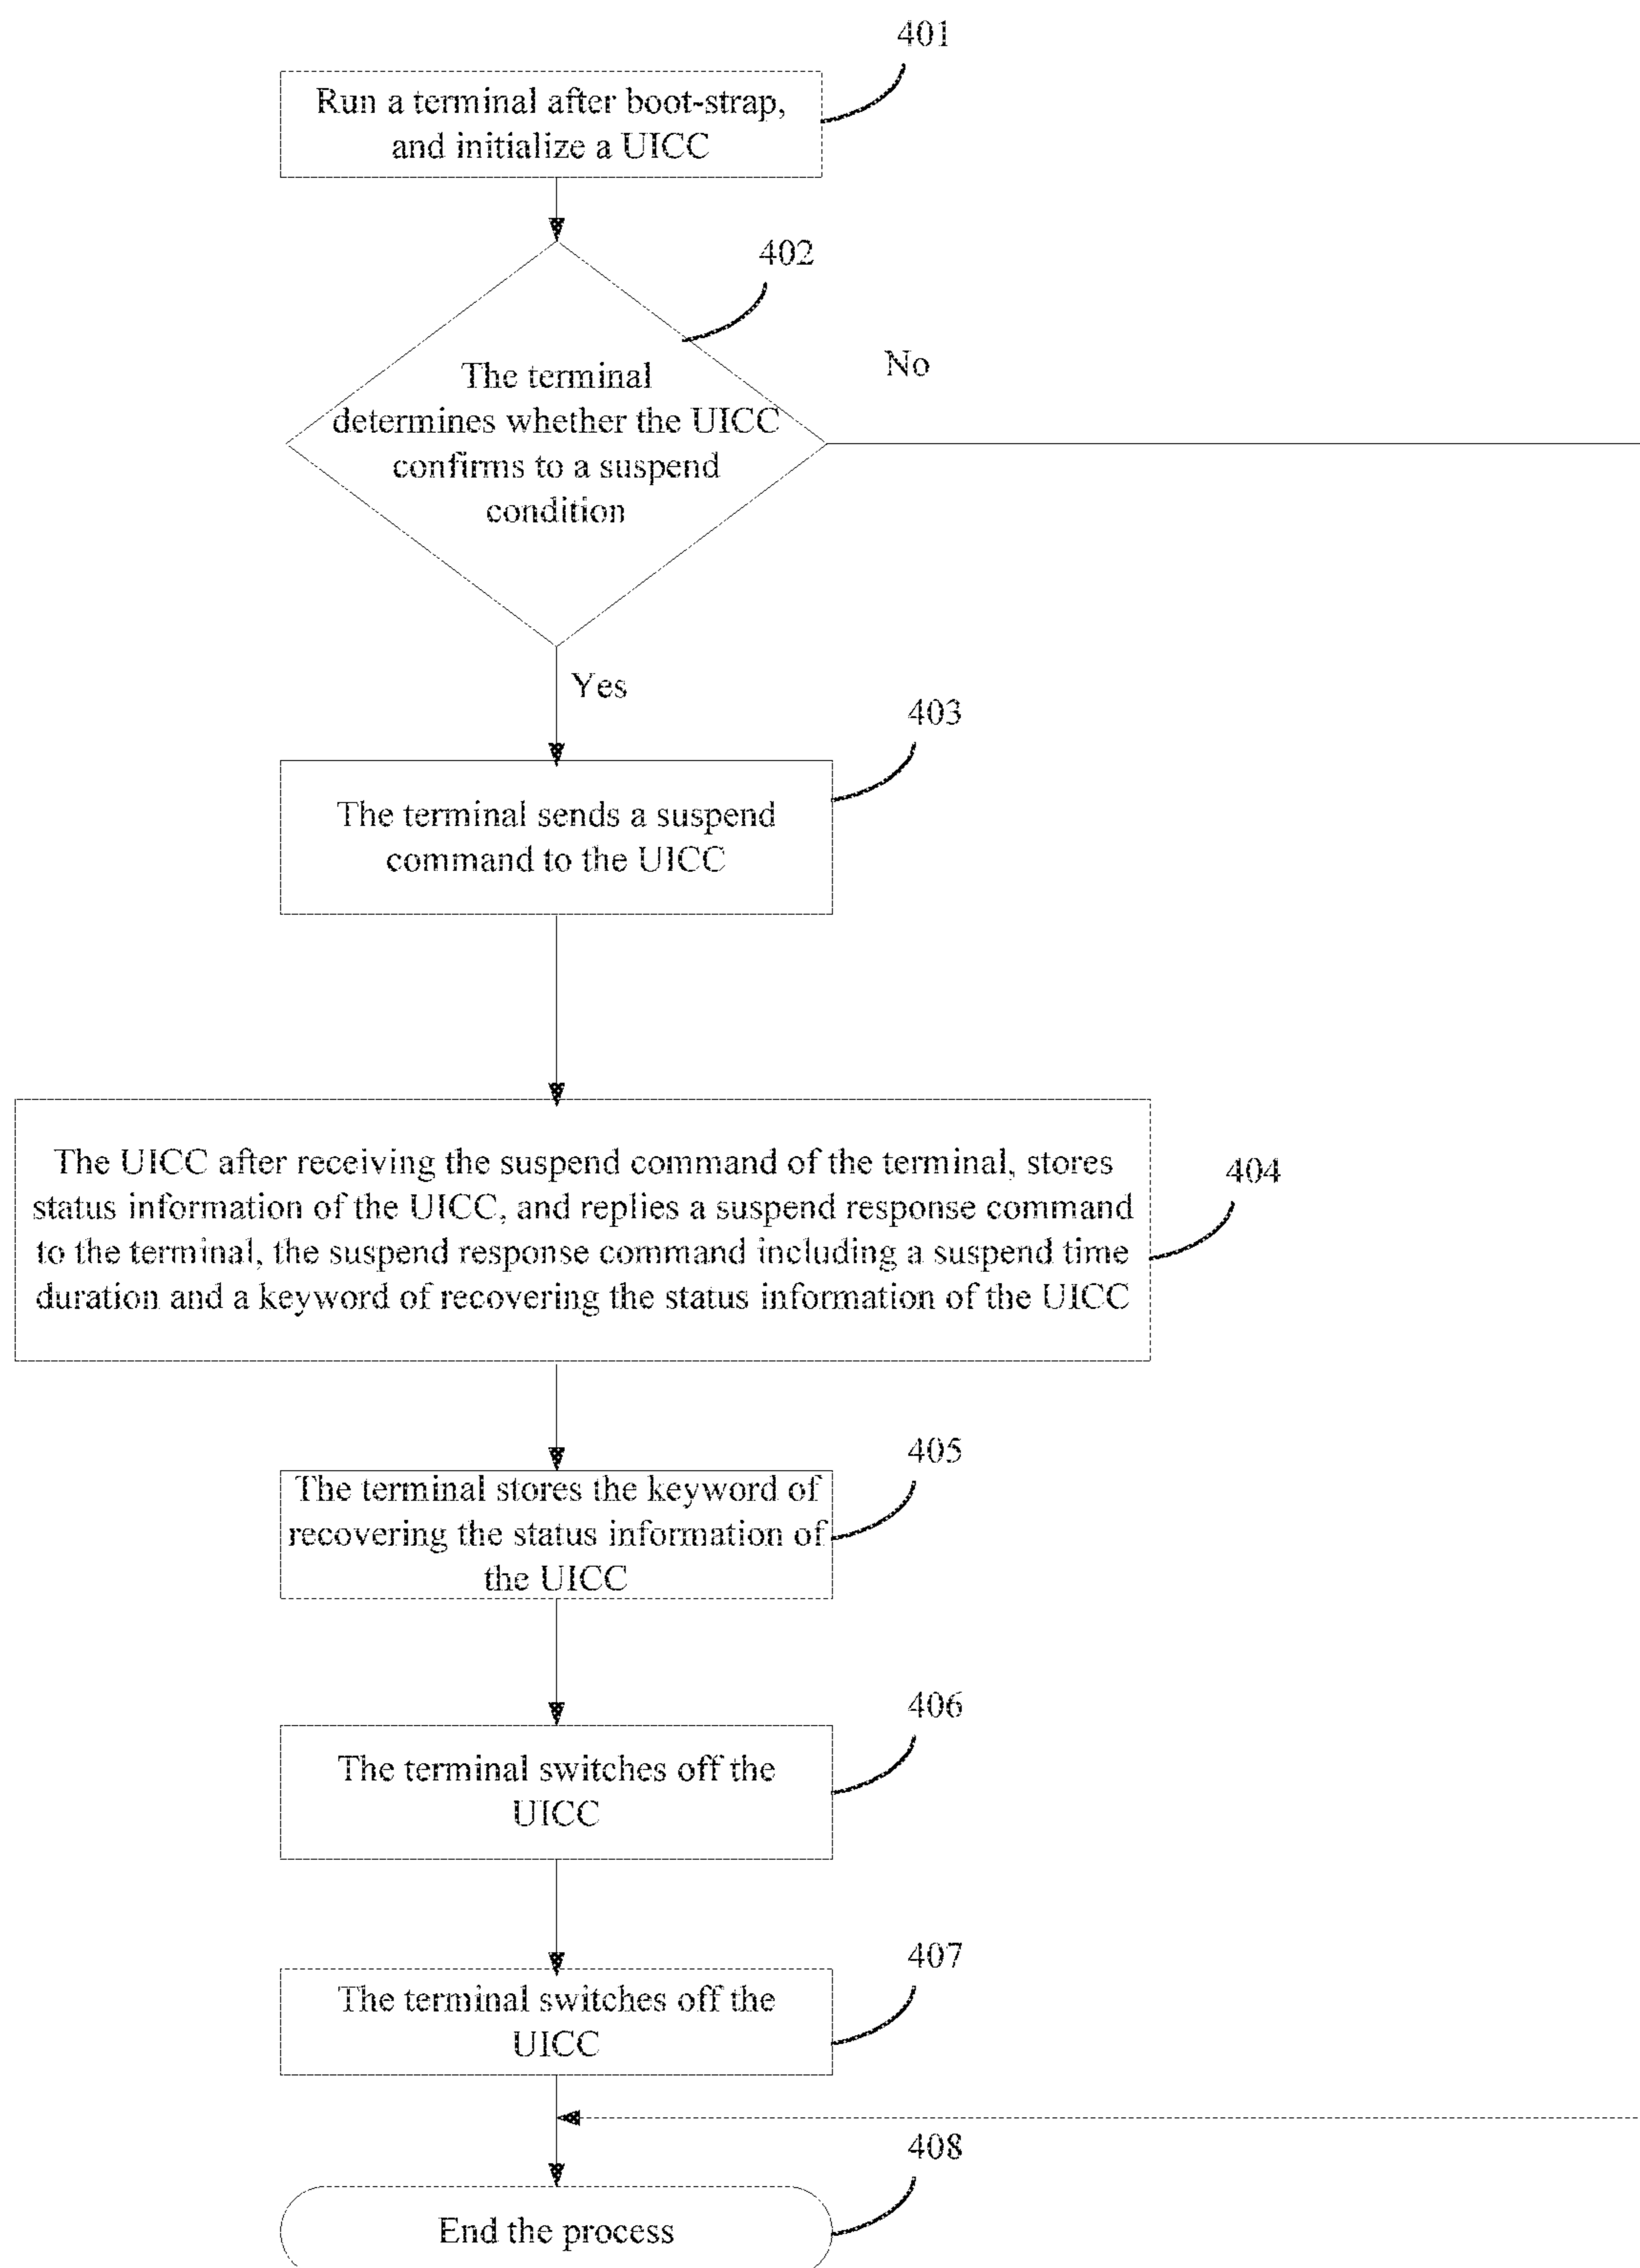 401
Run a terminal after boot-strap,
and initialize a UICC
402
The terminal
determines whether the UICC
confirms to a suspend
condition
No
Yes
403
The terminal sends a suspend
command to the UICC
The UICC after receiving the suspend command of the terminal, stores
status information of the UICC, and replies a suspend response command
to the terminal, the suspend response command including a suspend time
duration and a keyword of recovering the status information of the UICC
404
405
The terminal stores the keyword of
recovering the status information of
the UICC
406
The terminal switches off the
UICC
407
The terminal switches off the
UICC
408
End the process